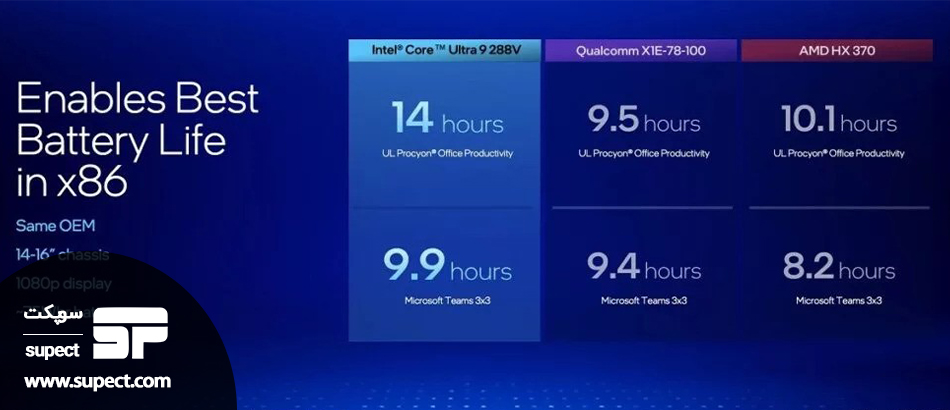 Enables Best
Battery Life
in x86
Same OEM
14-16" chassis
1080p display
Intel® Core™ Ultra 9 288V
14 hours
UL Procyon® Office Productivity
9.9 hours
Microsoft Teams 3x3
Qualcomm X1E-78-100
9.5 hours
UL Procyon® Office Productivity
9.4 hours
Microsoft Teams 3x3
AMD HX 370
10.1 hours
UL Procyon® Office Productivity
8.2 hours
Microsoft Teams 3x3
سوپکت
supect
SP
www.supect.com